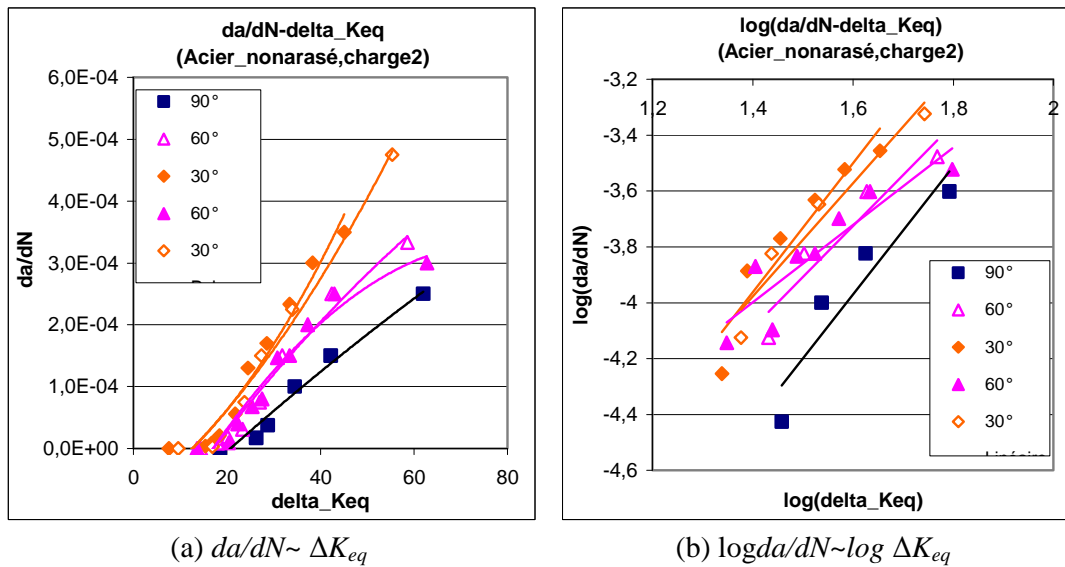 da/dN-delta_Keq
(Acier_nonarasé,charge2)
6,0E-04
5,0E-04
4,0E-04
3,0E-04
2,0E-04
1,0E-04
0,0E+00
da/dN
90°
60°
30°
60°
30°
0 20 40 60 80
delta_Keq
(a) da/dN~ ΔKeq
log(da/dN-delta_Keq)
(Acier_nonarasé,charge2)
-3,2
-3,4
-3,6
-3,8
-4
-4,2
-4,4
-4,6
1,2 1,4 1,6 1,8 2
log(da/dN)
90°
60°
30°
60°
30°
log(delta_Keq)
(b) logda/dN~log ΔKeq